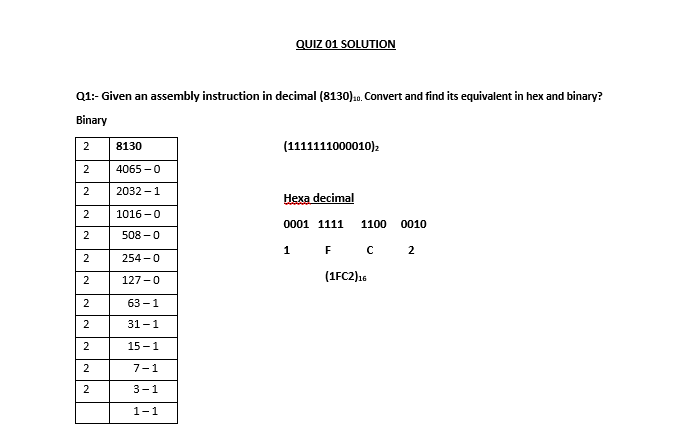 QUIZ 01 SOLUTION
Q1:- Given an assembly instruction in decimal (8130)₁₀. Convert and find its equivalent in hex and binary?
Binary
2 8130
2 4065 – 0
2 2032 – 1
2 1016 – 0
2 508 – 0
2 254 – 0
2 127 – 0
2 63 – 1
2 31 – 1
2 15 – 1
2 7 – 1
2 3 – 1
1 – 1
(1111111000010)₂
Hexa decimal
0001 1111 1100 0010
1 F C 2
(1FC2)₁₆